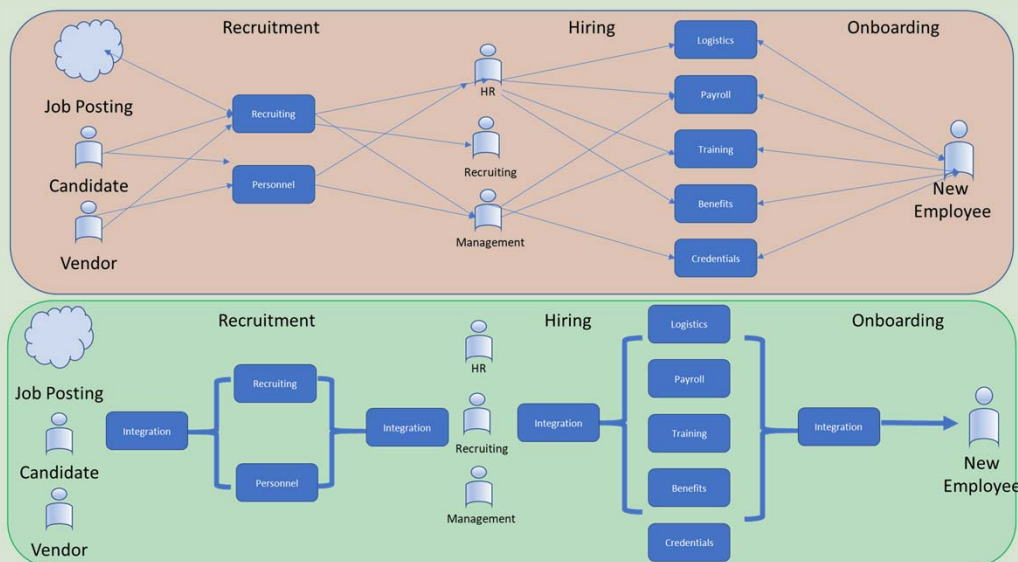 Recruitment
Hiring
Onboarding
Job Posting
Candidate
Vendor
Recruiting
Personnel
HR
Recruiting
Management
Logistics
Payroll
Training
Benefits
Credentials
New
Employee
Recruitment
Hiring
Onboarding
Job Posting
Candidate
Vendor
Integration
Recruiting
Personnel
Integration
HR
Recruiting
Management
Integration
Logistics
Payroll
Training
Benefits
Credentials
Integration
New
Employee